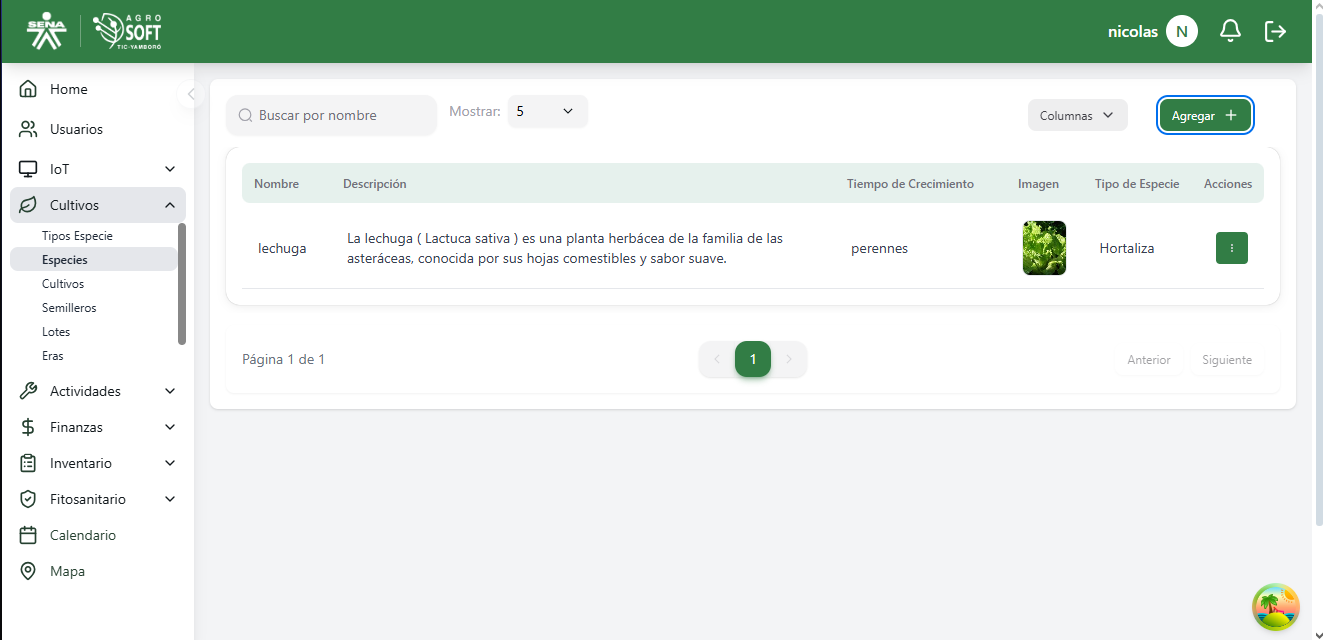 SENA
AGRO
SOFT
TIC-YAMBORÓ
nicolas
N
Home
Usuarios
IoT
Cultivos
Tipos Especie
Especies
Cultivos
Semilleros
Lotes
Eras
Actividades
Finanzas
Inventario
Fitosanitario
Calendario
Mapa
Buscar por nombre
Mostrar:
5
Columnas
Agregar +
Nombre Descripción Tiempo de Crecimiento Imagen Tipo de Especie Acciones
lechuga
La lechuga ( Lactuca sativa ) es una planta herbácea de la familia de las
asteráceas, conocida por sus hojas comestibles y sabor suave.
perennes
Hortaliza
Página 1 de 1
1
Anterior
Siguiente